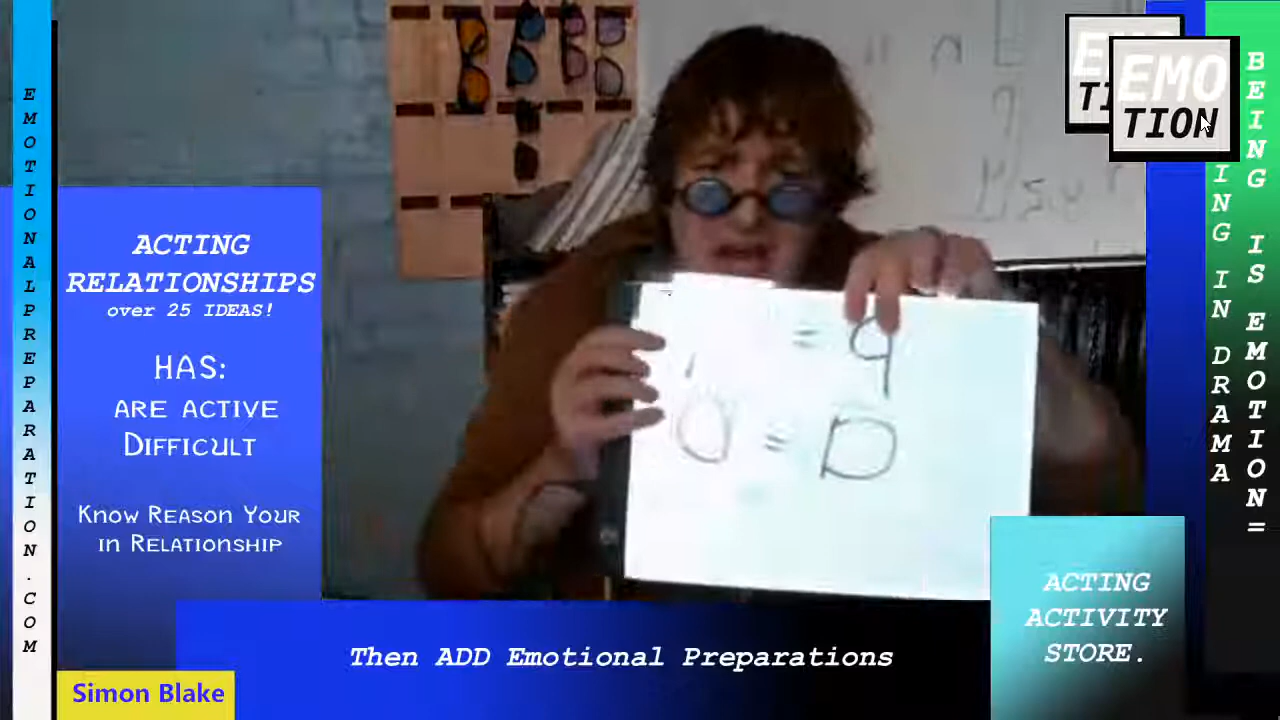 EMOTIONALPREPARATION.COM
ACTING
RELATIONSHIPS
over 25 IDEAS!
HAS:
ARE ACTIVE
DIFFICULT
KNOW REASON YOUR
IN RELATIONSHIP
= 9
0 = D
EMO
TION
BEING IS EMOTION=
ING IN DRAMA
Then ADD Emotional Preparations
ACTING
ACTIVITY
STORE.
Simon Blake